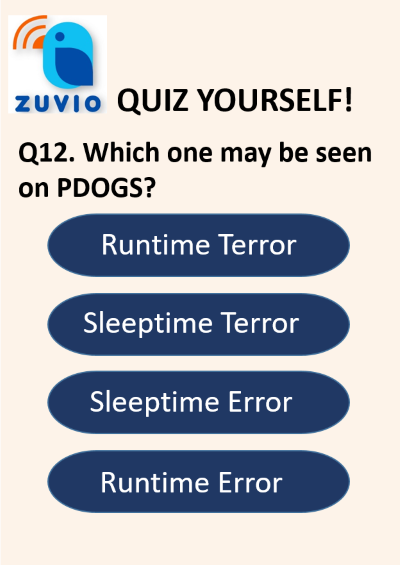 ZUVIO QUIZ YOURSELF!
Q12. Which one may be seen
on PDOGS?
Runtime Terror
Sleeptime Terror
Sleeptime Error
Runtime Error